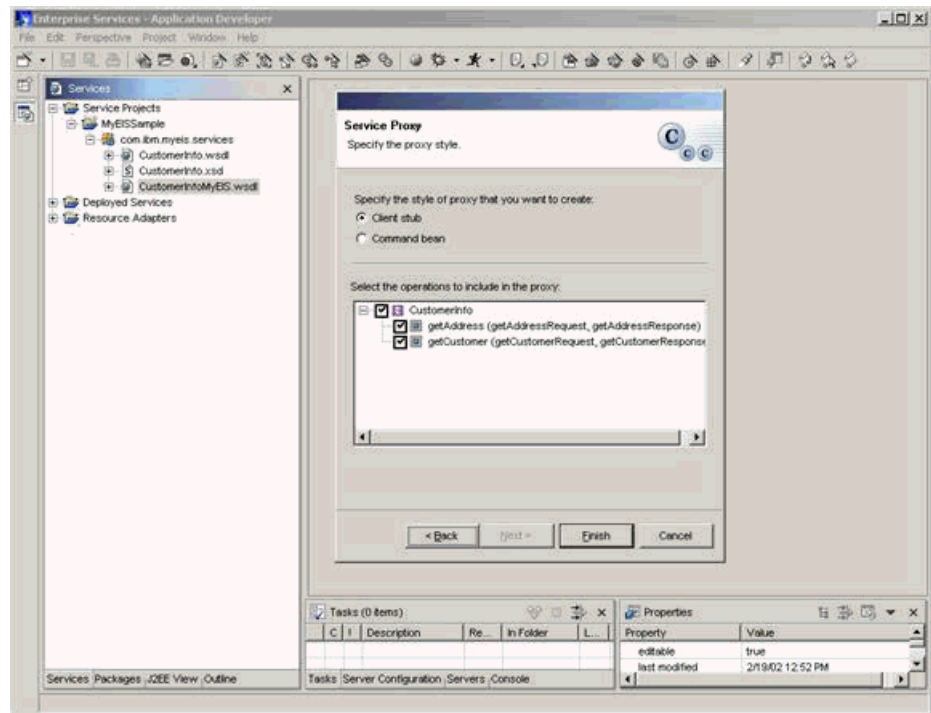 Enterprise Services - Application Developer
File Edit Perspective Project Window Help
Services
Service Projects
MyEISSample
com.ibm.myeis.services
CustomerInfo.wsdl
CustomerInfo.xsd
CustomerInfoMyEIS.wsdl
Deployed Services
Resource Adapters
Service Proxy
Specify the proxy style.
C C C
Specify the style of proxy that you want to create:
Client stub
Command bean
Select the operations to include in the proxy:
CustomerInfo
getAddress (getAddressRequest, getAddressResponse)
getCustomer (getCustomerRequest, getCustomerResponse
< Back Next > Finish Cancel
Tasks (0 items)
C ! Description Re... In Folder L...
Properties
Property Value
editable true
last modified 2/19/02 12:52 PM
Services Packages J2EE View Outline
Tasks Server Configuration Servers Console